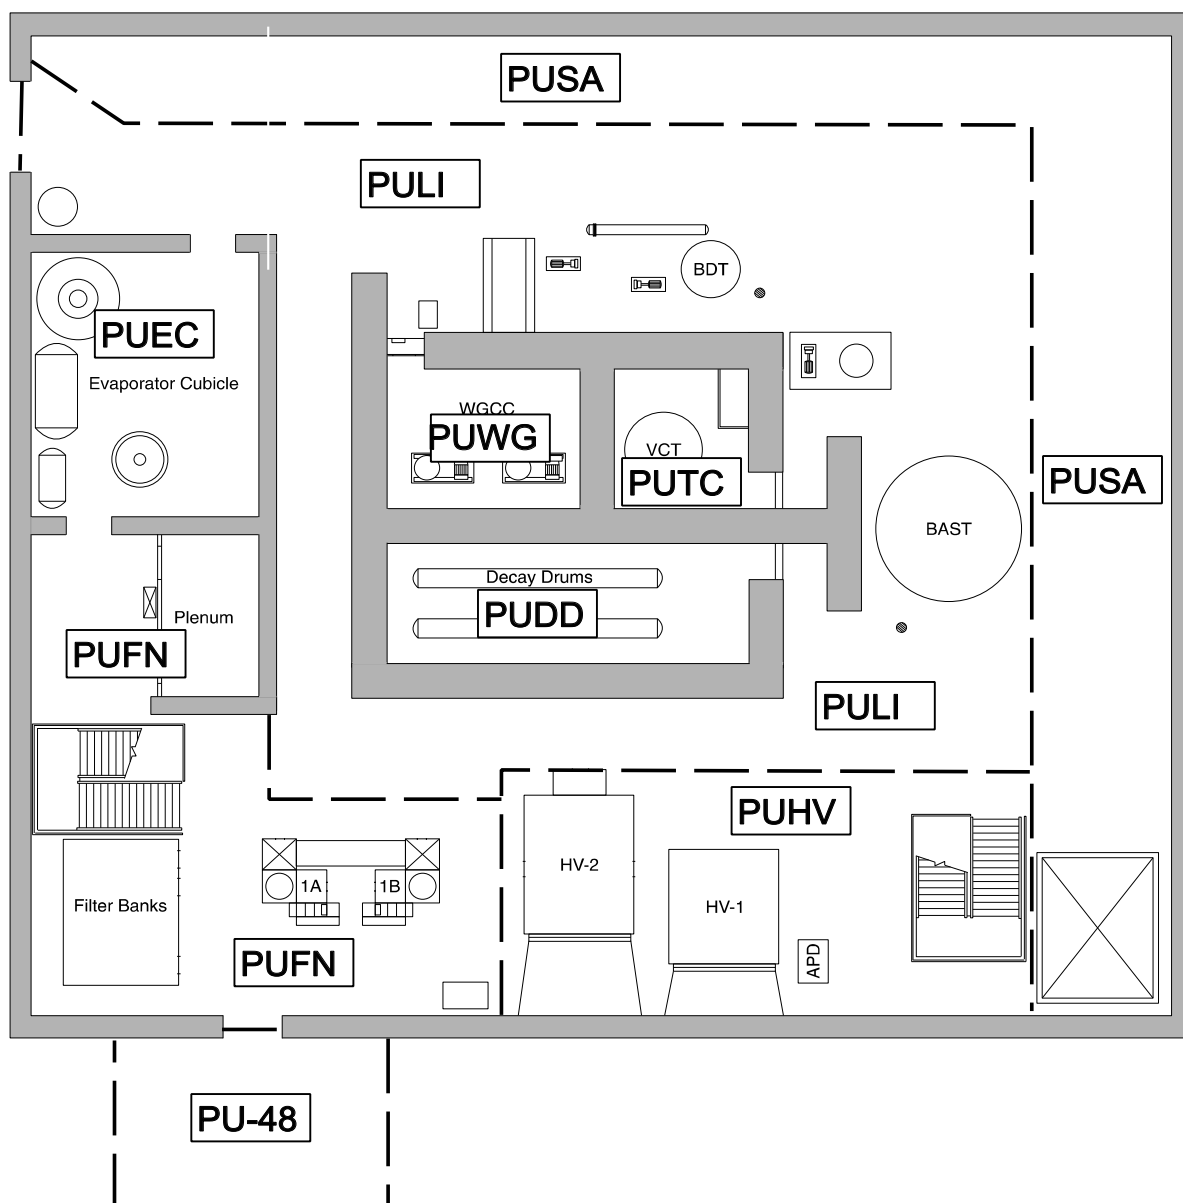 PUSA
PULI
BDT
PUEC
Evaporator Cubicle
WGCC
PUWG
VCT
PUTC
PUSA
BAST
Decay Drums
PUDD
Plenum
PUFN
PULI
PUHV
HV-2
1A
1B
HV-1
Filter Banks
APD
PUFN
PU-48